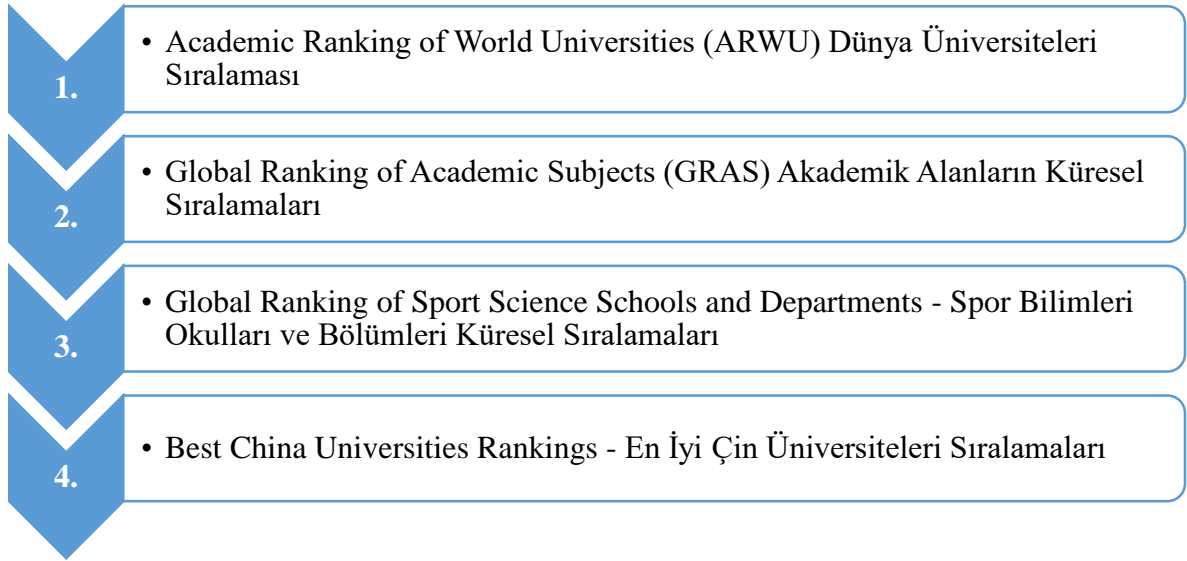 1.
• Academic Ranking of World Universities (ARWU) Dünya Üniversiteleri
Sıralaması
2.
• Global Ranking of Academic Subjects (GRAS) Akademik Alanların Küresel
Sıralamaları
3.
• Global Ranking of Sport Science Schools and Departments - Spor Bilimleri
Okulları ve Bölümleri Küresel Sıralamaları
4.
• Best China Universities Rankings - En İyi Çin Üniversiteleri Sıralamaları